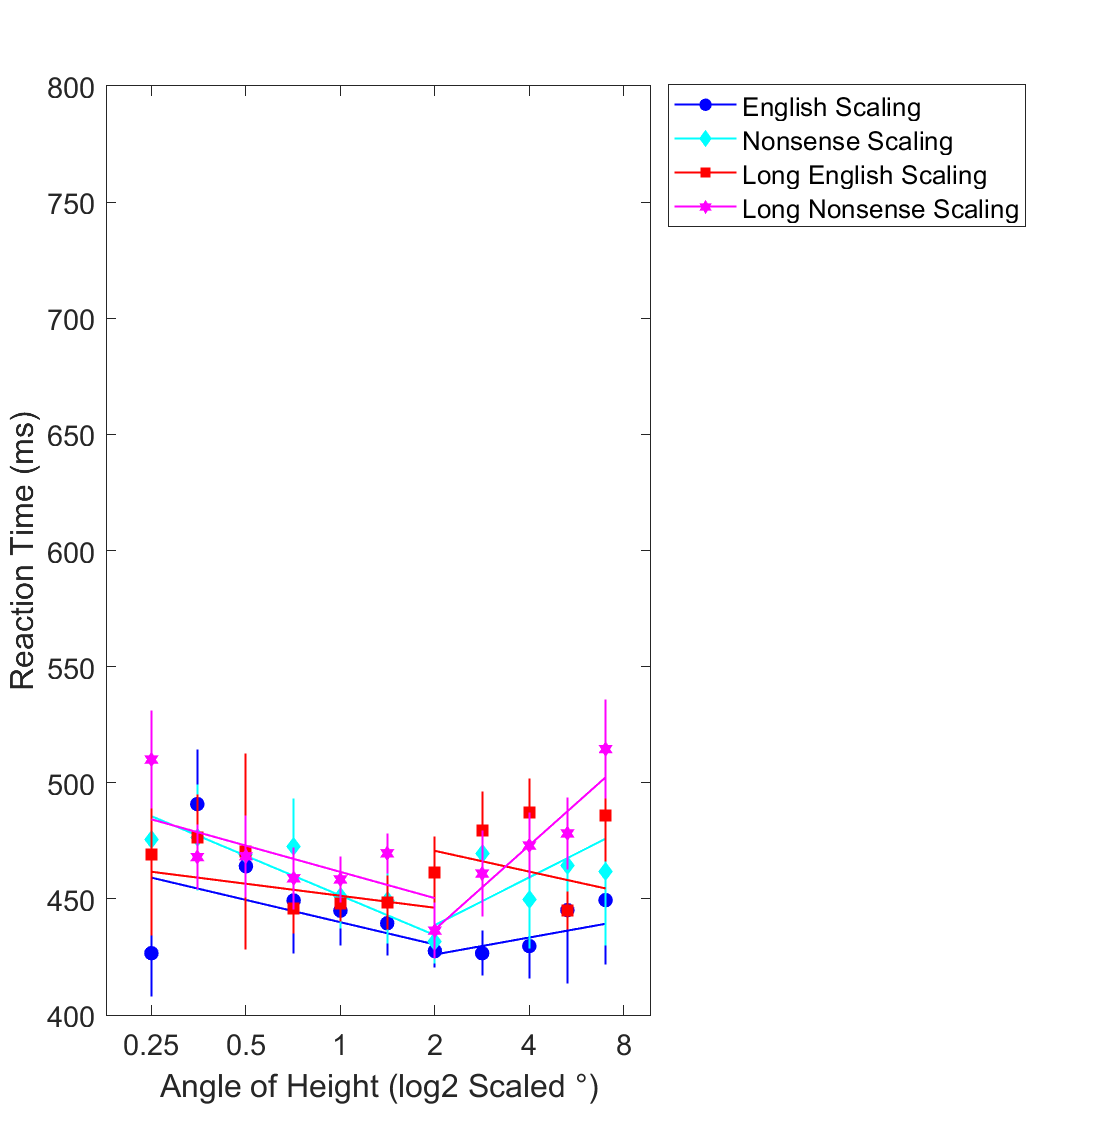 800
750
700
650
600
550
500
450
400
Reaction Time (ms)
0.25 0.5 1 2 4 8
Angle of Height (log2 Scaled °)
English Scaling
Nonsense Scaling
Long English Scaling
Long Nonsense Scaling